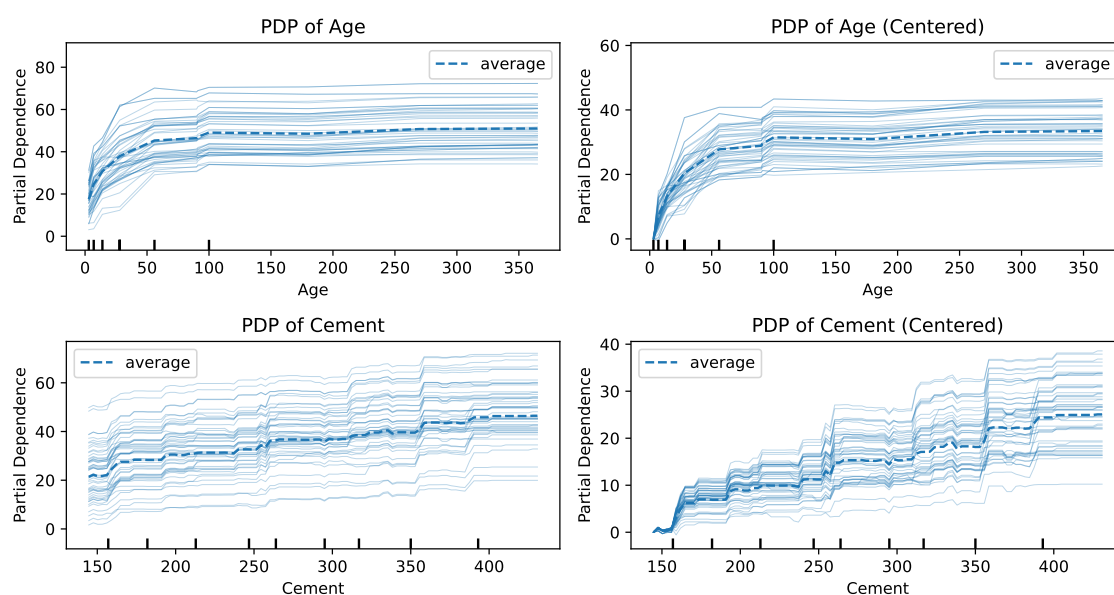 PDP of Age
average
Partial Dependence
80
60
40
20
0
0 50 100 150 200 250 300 350
Age
PDP of Age (Centered)
average
Partial Dependence
60
40
20
0
0 50 100 150 200 250 300 350
Age
PDP of Cement
average
Partial Dependence
60
40
20
0
150 200 250 300 350 400
Cement
PDP of Cement (Centered)
average
Partial Dependence
40
30
20
10
0
150 200 250 300 350 400
Cement